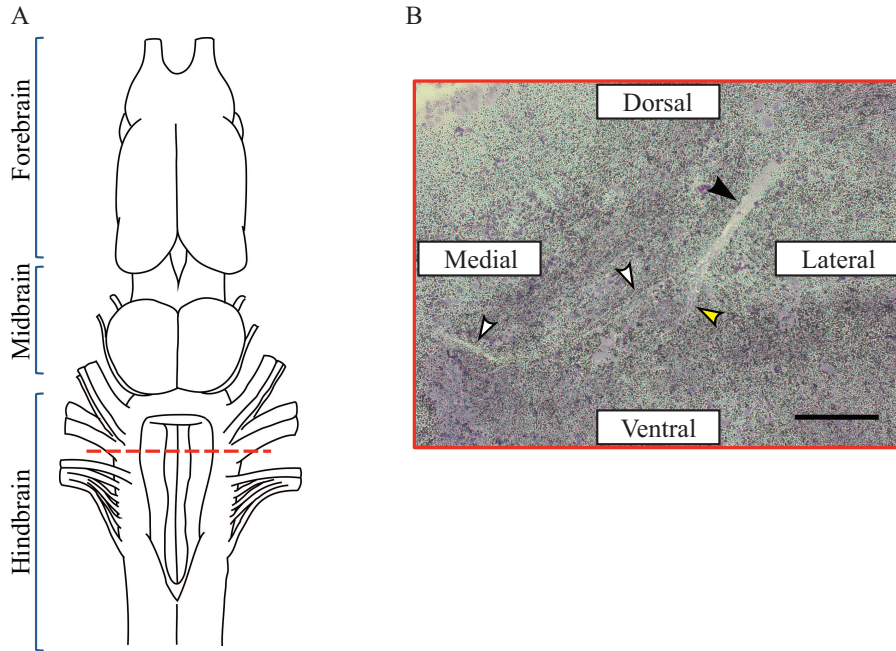 A
B
Forebrain
Midbrain
Hindbrain
Dorsal
Medial
Lateral
Ventral